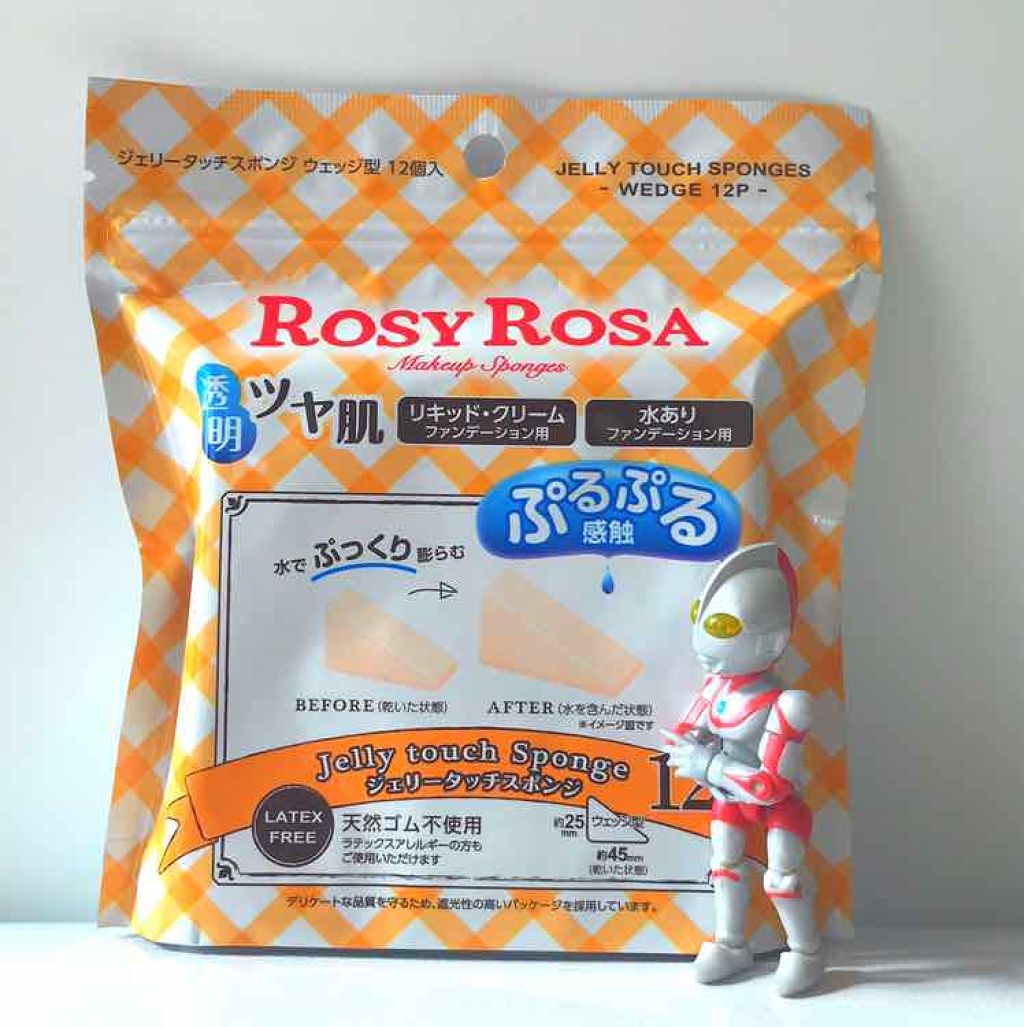 ジェリータッチスポンジ ウェッジ型 12個入
JELLY TOUCH SPONGES
- WEDGE 12P -
ROSY ROSA
Makeup Sponges
透明
ツヤ肌
リキッド・クリーム
ファンデーション用
水あり
ファンデーション用
ぷるぷる
感触
水でぷっくり膨らむ
BEFORE(乾いた状態)
AFTER(水を含んだ状態)
※イメージ図です
Jelly touch Sponge
ジェリータッチスポンジ
12
LATEX
FREE
天然ゴム不使用
ラテックスアレルギーの方も
ご使用いただけます
約25
mm
ウェッジ型
約45mm
(乾いた状態)
デリケートな品質を守るため、遮光性の高いパッケージを採用しています。